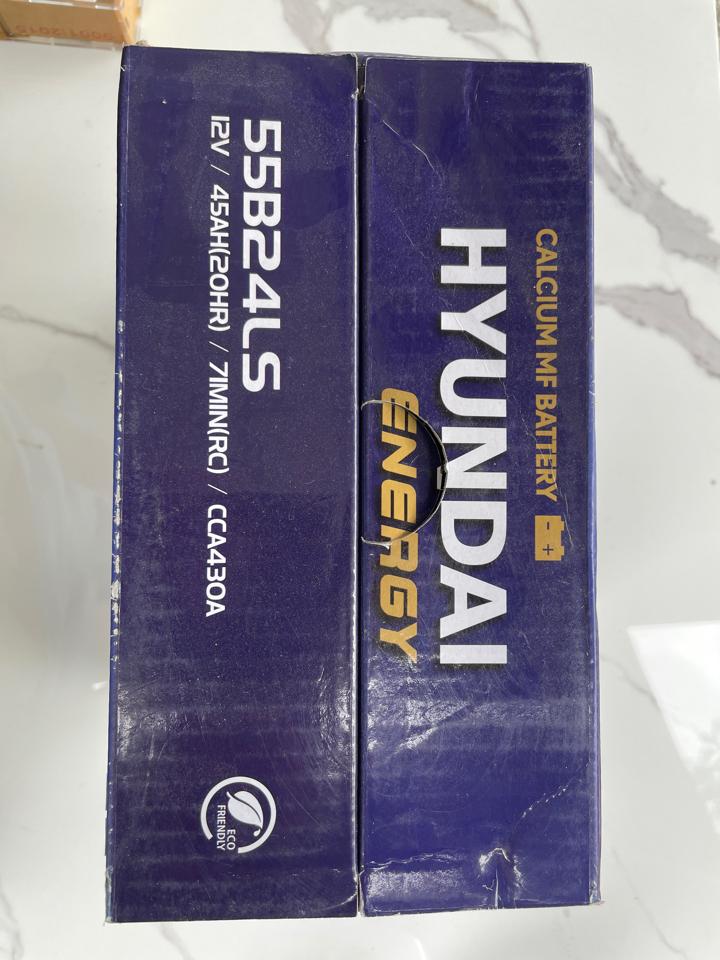 CALCIUM MF BATTERY
HYUNDAI
ENERGY
55B24LS
12V / 45AH(20HR) / 71MIN(RC) / CCA430A
ECO
FRIENDLY